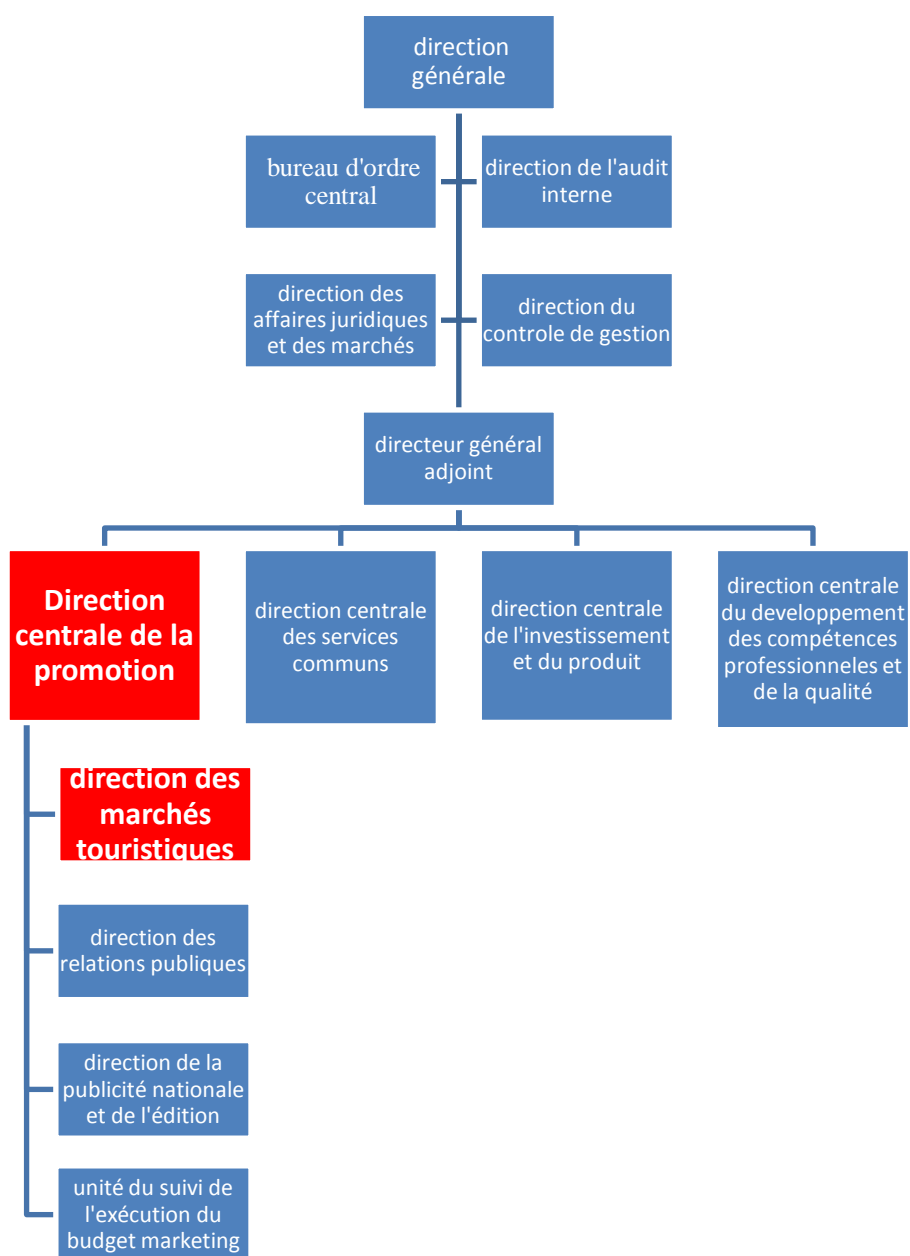 direction
générale
bureau d'ordre
central
direction de l'audit
interne
direction des
affaires juridiques
et des marchés
direction du
controle de gestion
directeur général
adjoint
Direction
centrale de la
promotion
direction centrale
des services
communs
direction centrale
de l'investissement
et du produit
direction centrale
du developpement
des compétences
professionneles et
de la qualité
direction des
marchés
touristiques
direction des
relations publiques
direction de la
publicité nationale
et de l'édition
unité du suivi de
l'exécution du
budget marketing